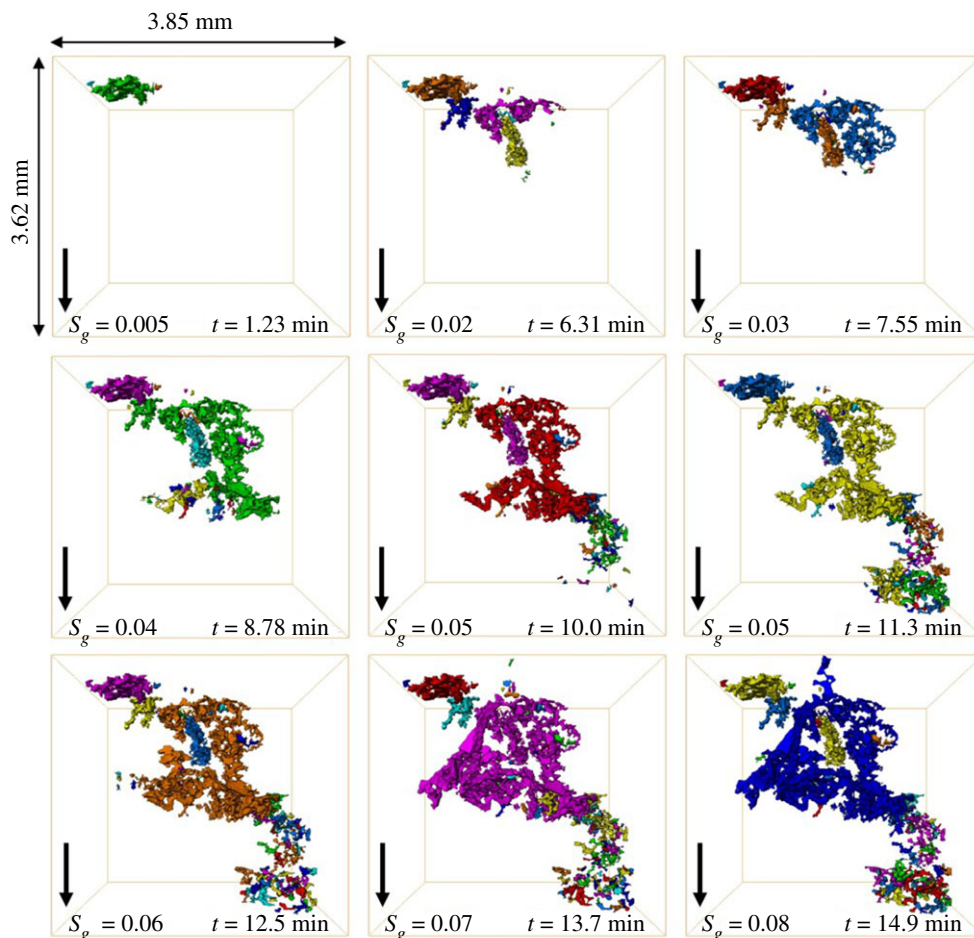 3.85 mm
3.62 mm
S_g = 0.005 t = 1.23 min
S_g = 0.02 t = 6.31 min
S_g = 0.03 t = 7.55 min
S_g = 0.04 t = 8.78 min
S_g = 0.05 t = 10.0 min
S_g = 0.05 t = 11.3 min
S_g = 0.06 t = 12.5 min
S_g = 0.07 t = 13.7 min
S_g = 0.08 t = 14.9 min